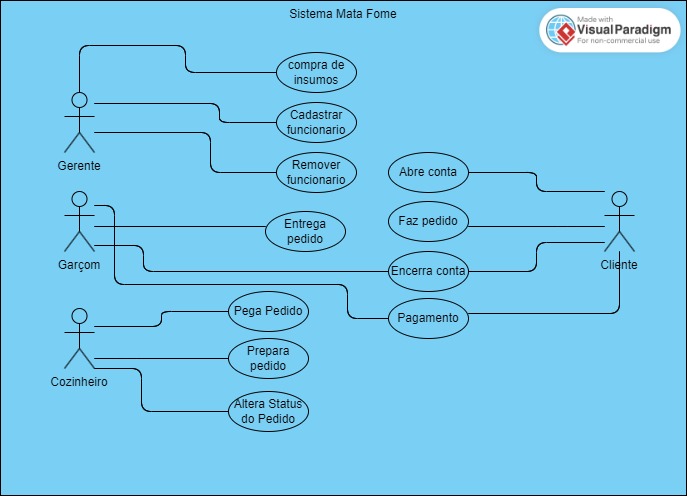 Sistema Mata Fome
Made with
Visual Paradigm
For non-commercial use
compra de
insumos
Cadastrar
funcionario
Gerente
Remover
funcionario
Abre conta
Entrega
pedido
Faz pedido
Garçom
Encerra conta
Cliente
Pega Pedido
Pagamento
Prepara
pedido
Cozinheiro
Altera Status
do Pedido